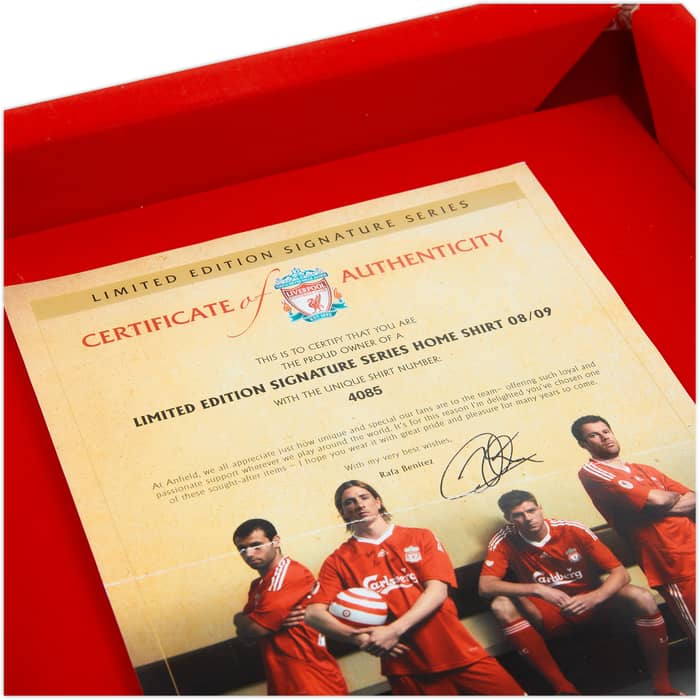 LIMITED EDITION SIGNATURE SERIES
CERTIFICATE of AUTHENTICITY
LIVERPOOL
THIS IS TO CERTIFY THAT YOU ARE
THE PROUD OWNER OF A
LIMITED EDITION SIGNATURE SERIES HOME SHIRT 08/09
WITH THE UNIQUE SHIRT NUMBER:
4085
At Anfield, we all appreciate just how unique and special our fans are to the team – offering such loyal and
passionate support wherever we play around the world. It's for this reason I'm delighted you've chosen one
of these sought-after items – I hope you wear it with great pride and pleasure for many years to come.
With my very best wishes,
Rafa Benitez
Carlsberg
Carlsberg